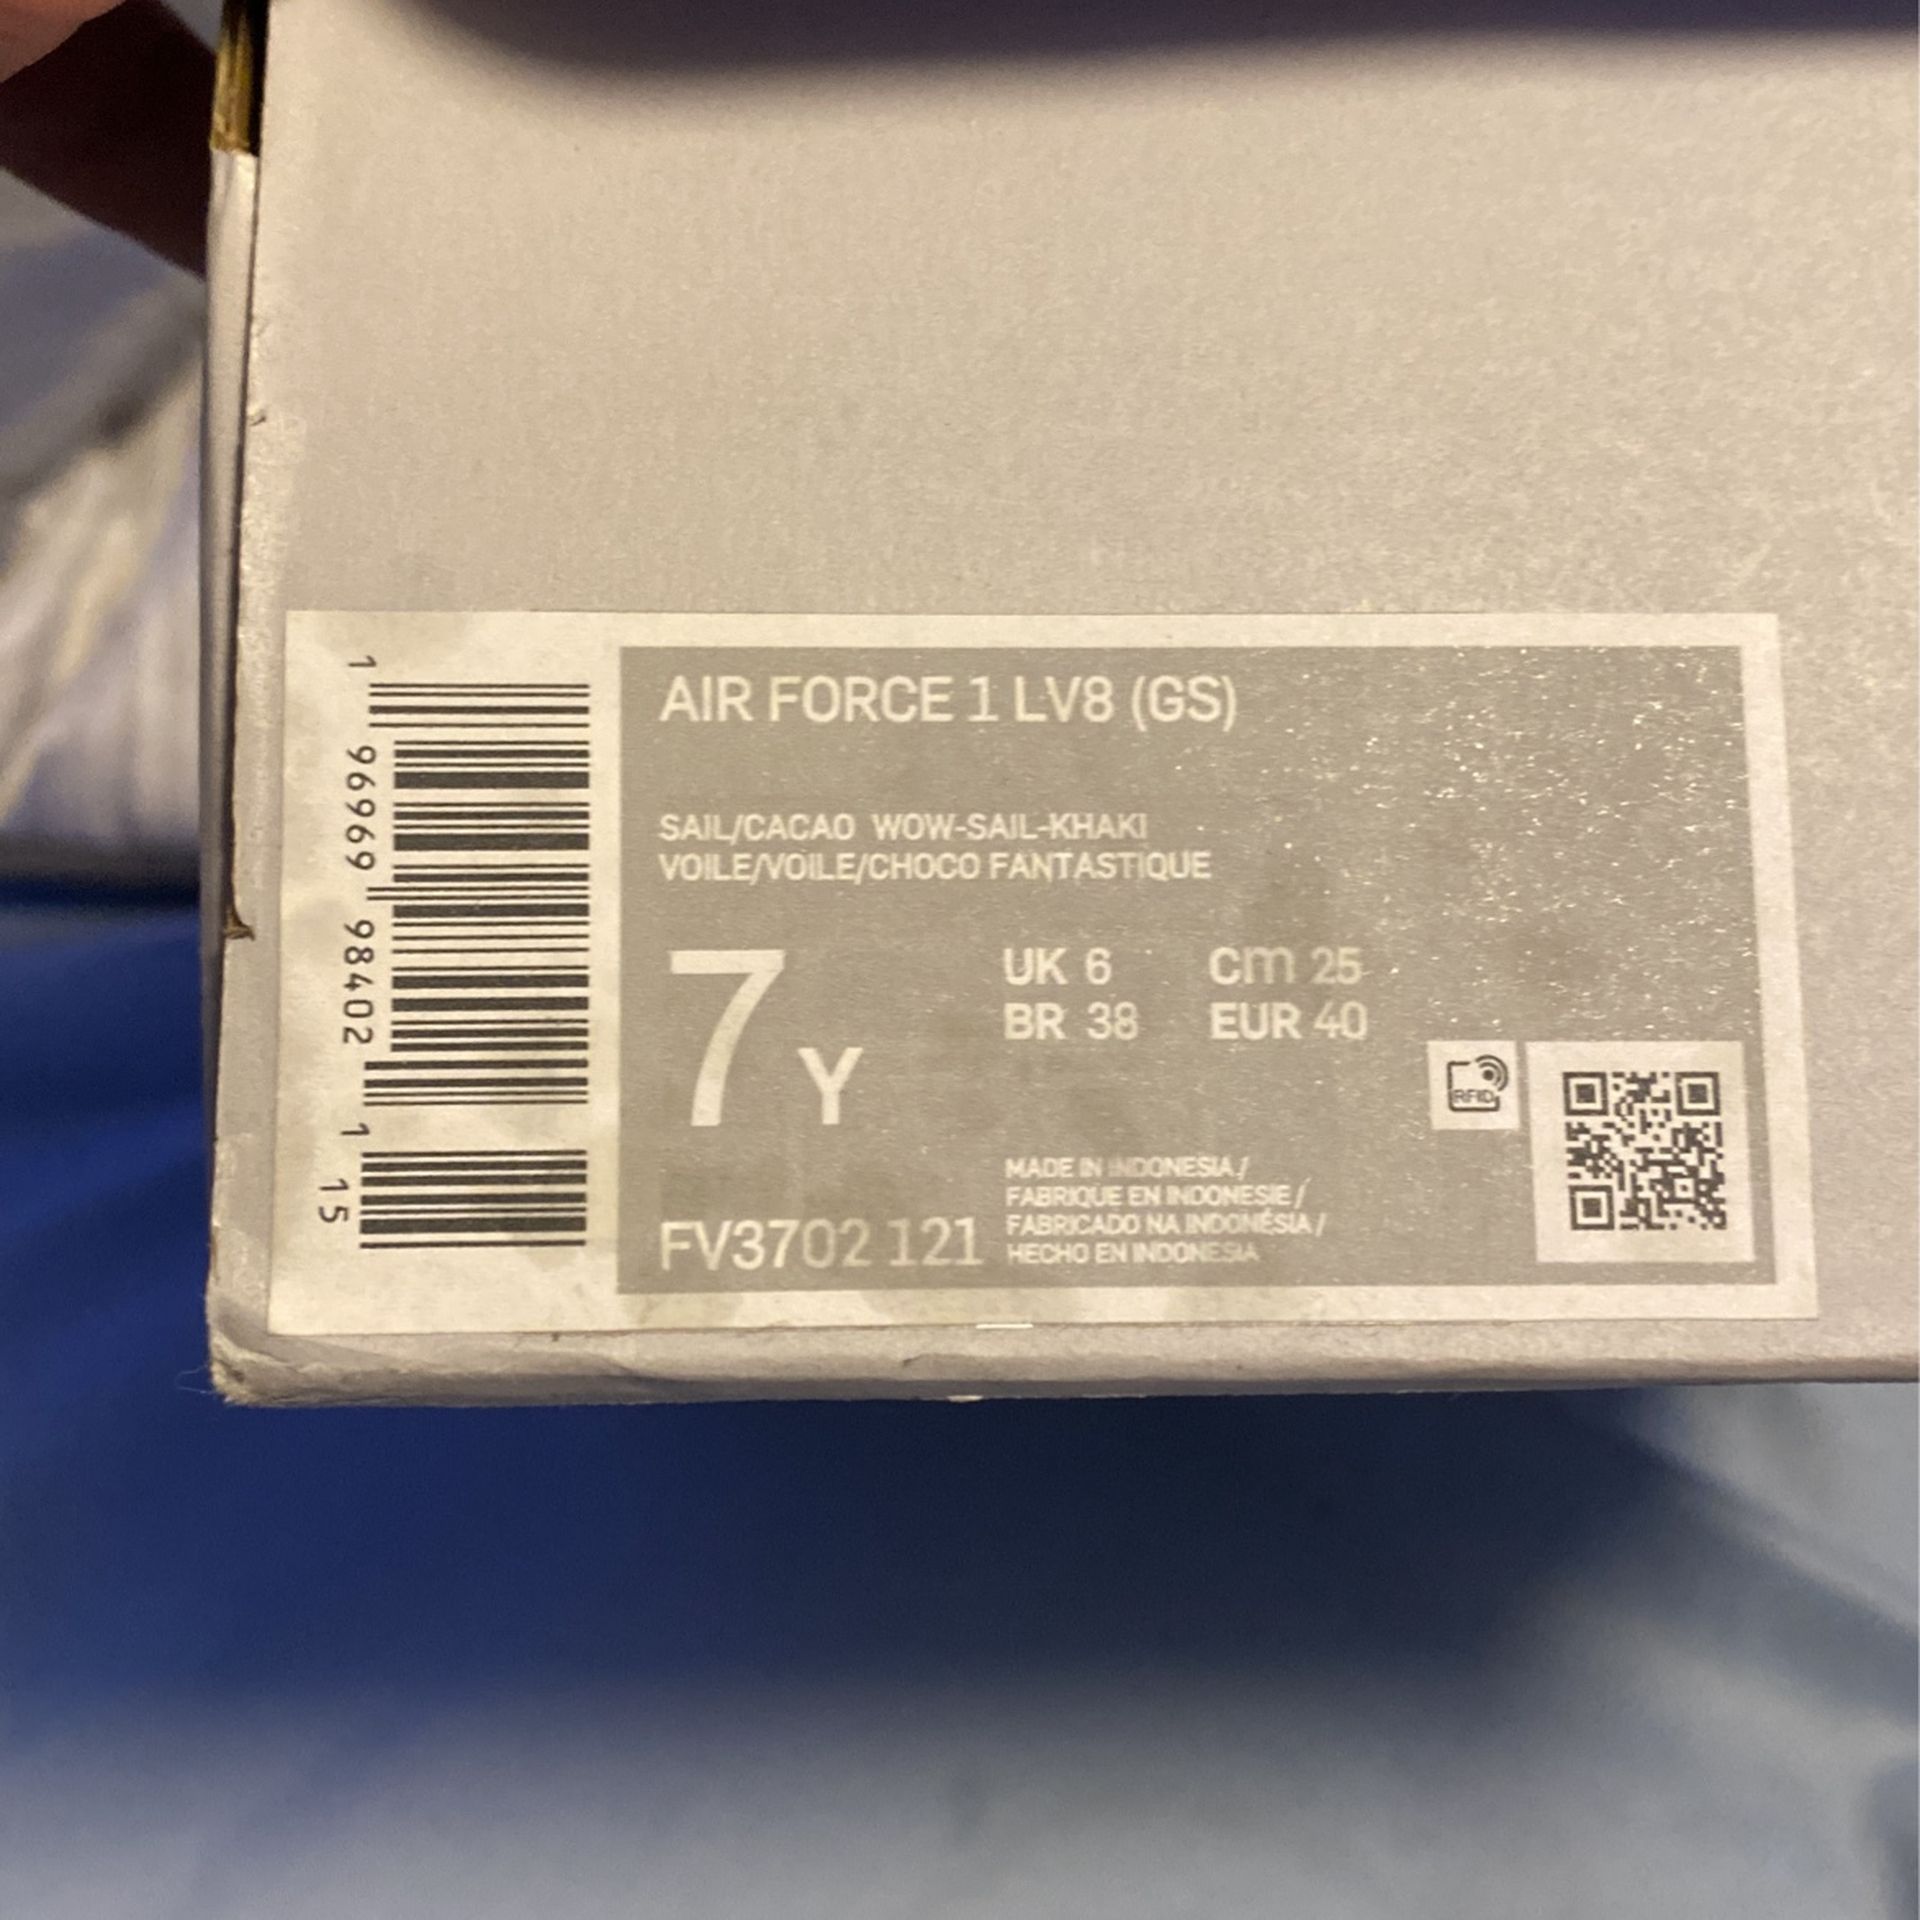 1 96969 98402 1
15
AIR FORCE 1 LV8 (GS)
SAIL/CACAO WOW-SAIL-KHAKI
VOILE/VOILE/CHOCO FANTASTIQUE
7 Y
UK 6 cm 25
BR 38 EUR 40
RFID
FV3702 121
MADE IN INDONESIA /
FABRIQUE EN INDONESIE /
FABRICADO NA INDONÉSIA /
HECHO EN INDONESIA